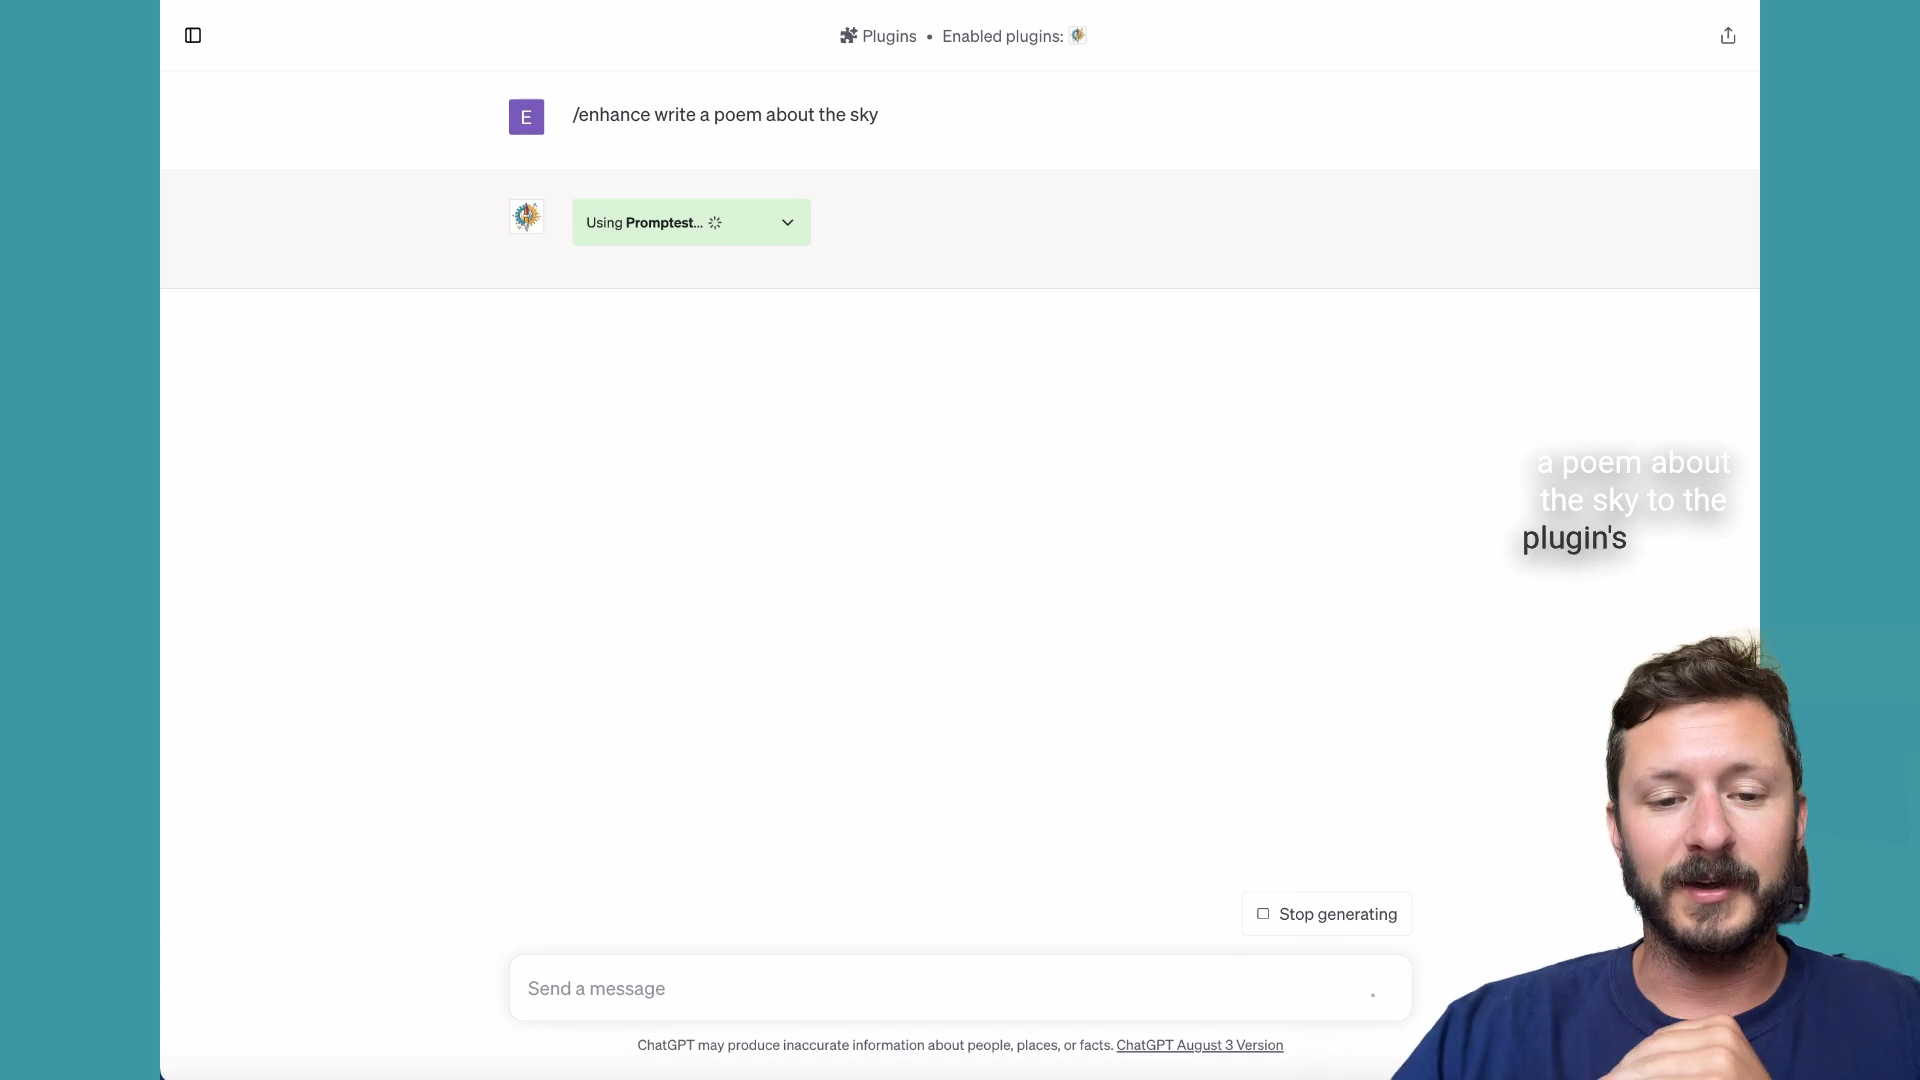 Plugins • Enabled plugins:
E
/enhance write a poem about the sky
Using Promptest...
a poem about
the sky to the
plugin's
Stop generating
Send a message
ChatGPT may produce inaccurate information about people, places, or facts. ChatGPT August 3 Version